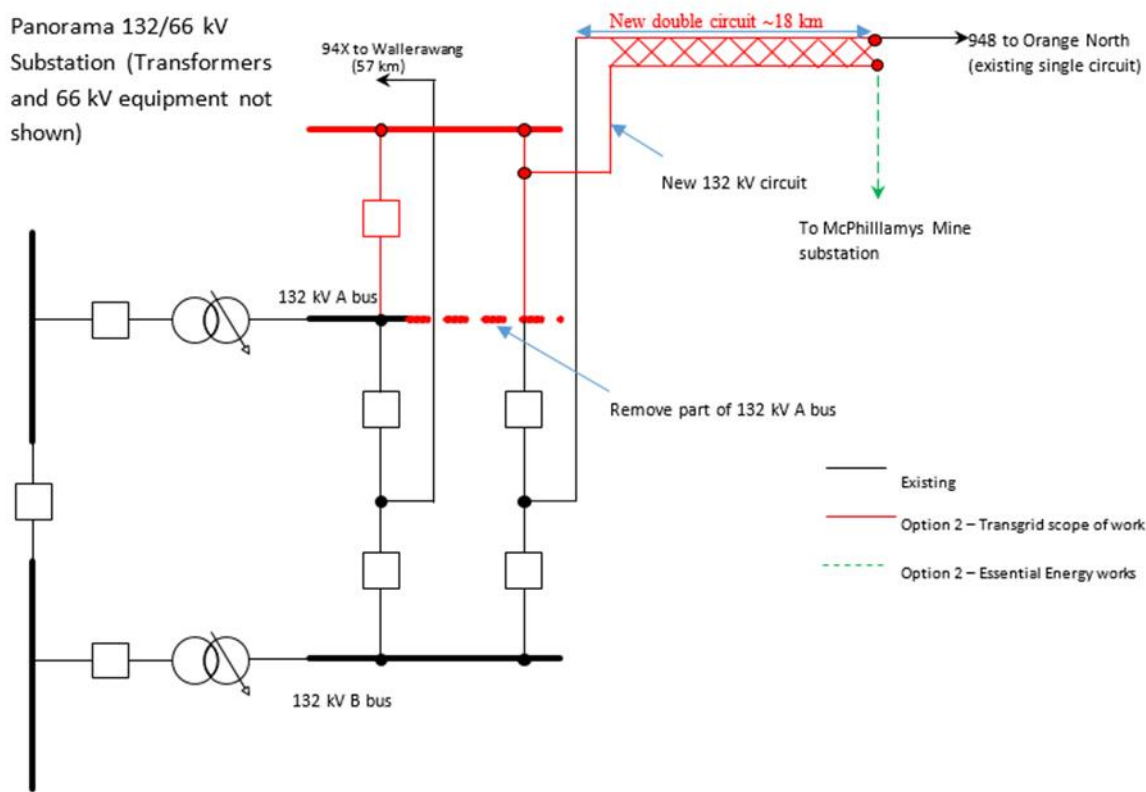 Panorama 132/66 kV
Substation (Transformers
and 66 kV equipment not
shown)
94X to Wallerawang
(57 km)
New double circuit ~18 km
948 to Orange North
(existing single circuit)
New 132 kV circuit
To McPhilllamys Mine
substation
132 kV A bus
Remove part of 132 kV A bus
Existing
Option 2 – Transgrid scope of work
Option 2 – Essential Energy works
132 kV B bus